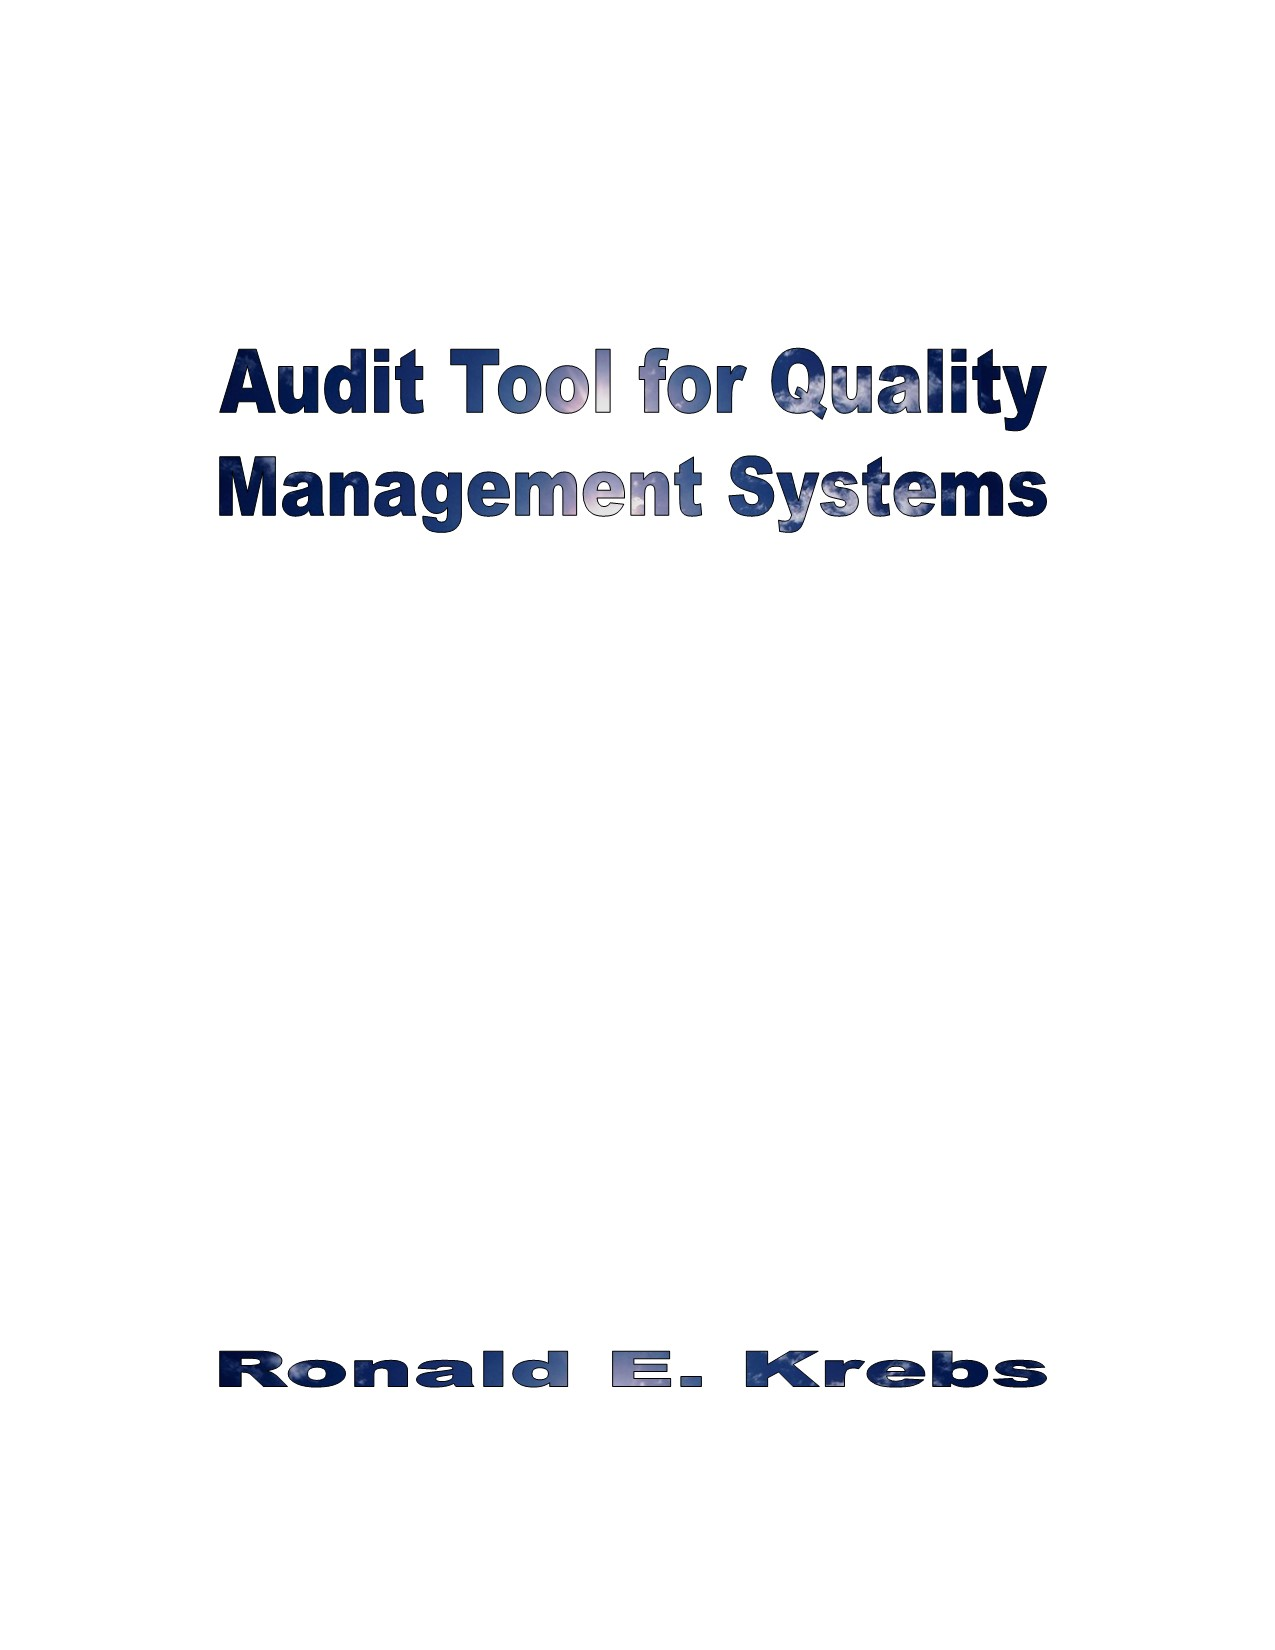 Audit Tool for Quality
Management Systems
Ronald E. Krebs